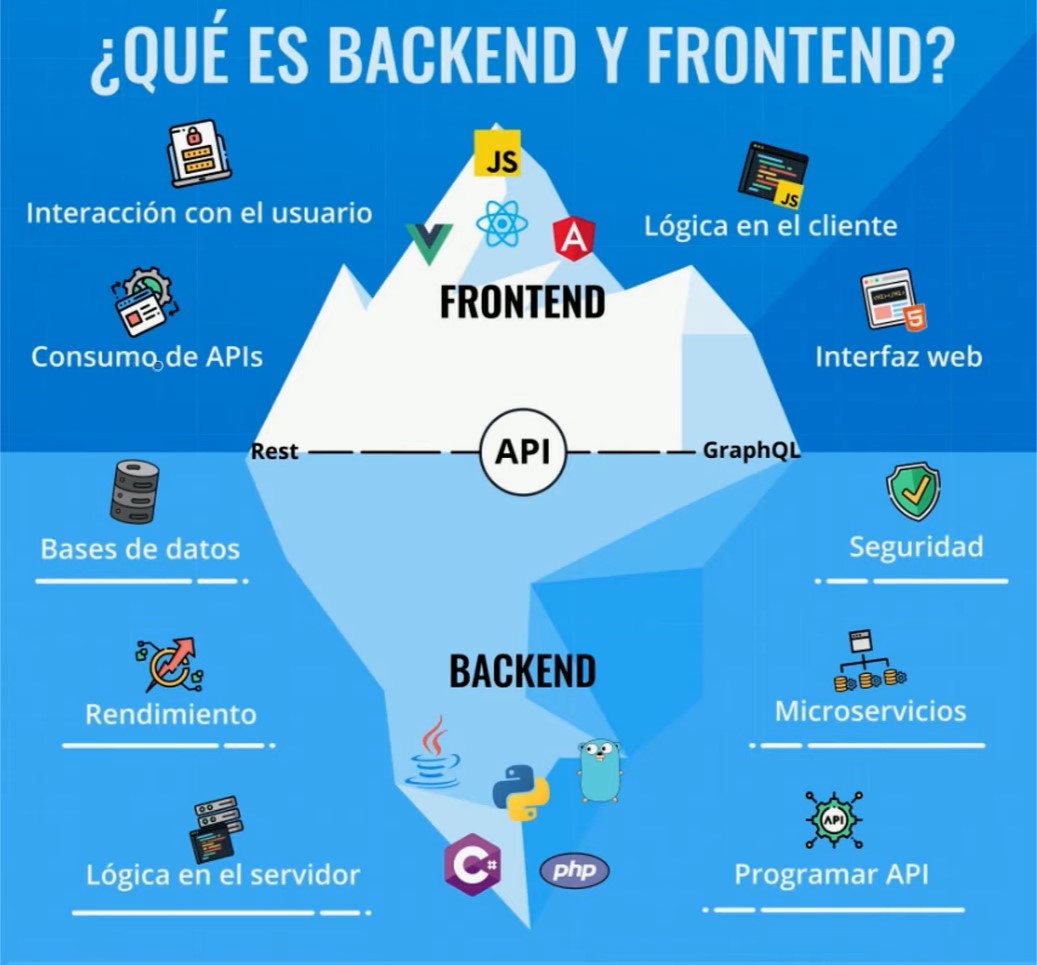 ¿QUÉ ES BACKEND Y FRONTEND?
JS
Interacción con el usuario
JS
Lógica en el cliente
A
FRONTEND
5
Consumo de APIs
Interfaz web
Rest
API
GraphQL
Bases de datos
Seguridad
BACKEND
Rendimiento
Microservicios
API
C#
php
Lógica en el servidor
Programar API